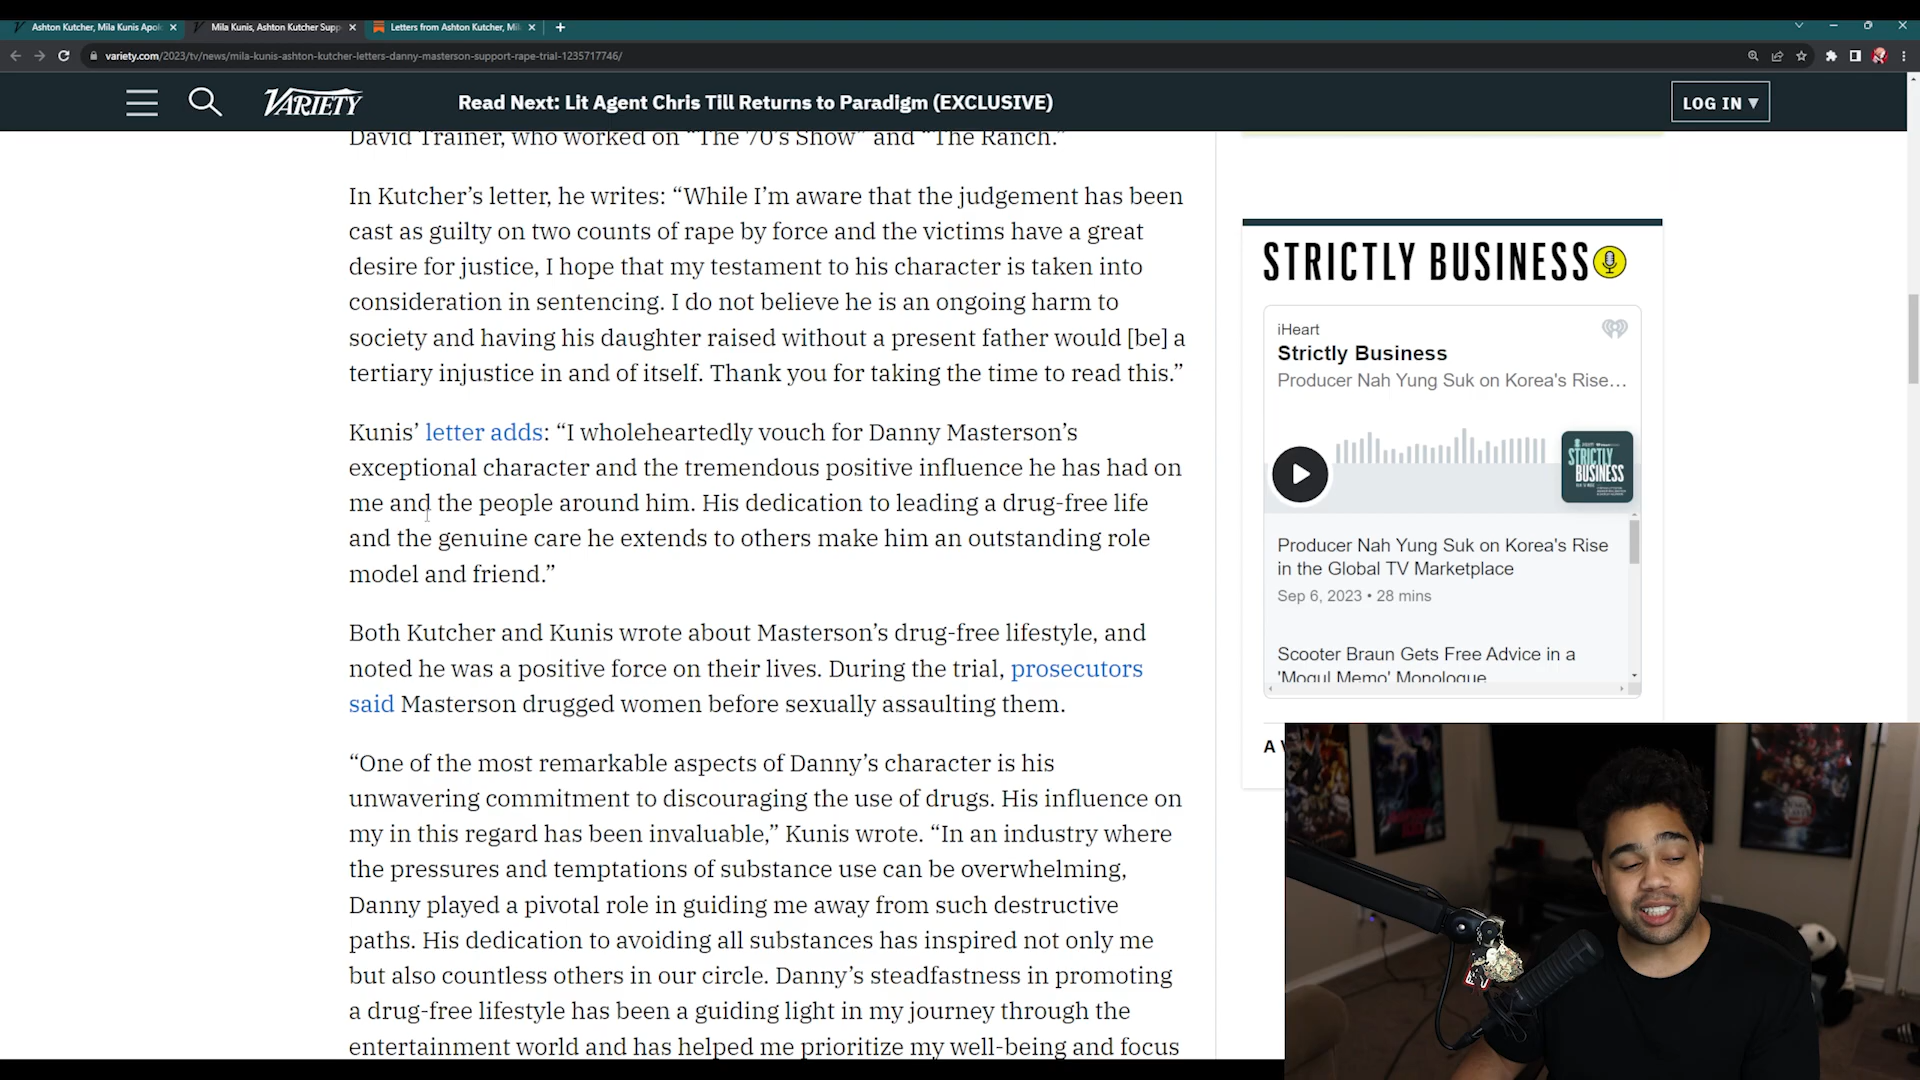 Ashton Kutcher, Mila Kunis Apol
Mila Kunis, Ashton Kutcher Supp
Letters from Ashton Kutcher, Mil
variety.com/2023/tv/news/mila-kunis-ashton-kutcher-letters-danny-masterson-support-rape-trial-1235717746/
VARIETY
Read Next: Lit Agent Chris Till Returns to Paradigm (EXCLUSIVE)
LOG IN ▼
David Trainer, who worked on “The 70’s Show” and “The Ranch.”
In Kutcher’s letter, he writes: “While I’m aware that the judgement has been
cast as guilty on two counts of rape by force and the victims have a great
desire for justice, I hope that my testament to his character is taken into
consideration in sentencing. I do not believe he is an ongoing harm to
society and having his daughter raised without a present father would [be] a
tertiary injustice in and of itself. Thank you for taking the time to read this.”
Kunis’ letter adds: “I wholeheartedly vouch for Danny Masterson’s
exceptional character and the tremendous positive influence he has had on
me and the people around him. His dedication to leading a drug-free life
and the genuine care he extends to others make him an outstanding role
model and friend.”
Both Kutcher and Kunis wrote about Masterson’s drug-free lifestyle, and
noted he was a positive force on their lives. During the trial, prosecutors
said Masterson drugged women before sexually assaulting them.
“One of the most remarkable aspects of Danny’s character is his
unwavering commitment to discouraging the use of drugs. His influence on
my in this regard has been invaluable,” Kunis wrote. “In an industry where
the pressures and temptations of substance use can be overwhelming,
Danny played a pivotal role in guiding me away from such destructive
paths. His dedication to avoiding all substances has inspired not only me
but also countless others in our circle. Danny’s steadfastness in promoting
a drug-free lifestyle has been a guiding light in my journey through the
entertainment world and has helped me prioritize my well-being and focus
STRICTLY BUSINESS
iHeart
Strictly Business
Producer Nah Yung Suk on Korea's Rise…
STRICTLY
BUSINESS
Producer Nah Yung Suk on Korea's Rise
in the Global TV Marketplace
Sep 6, 2023 • 28 mins
Scooter Braun Gets Free Advice in a
'Mogul Memo' Monologue
A